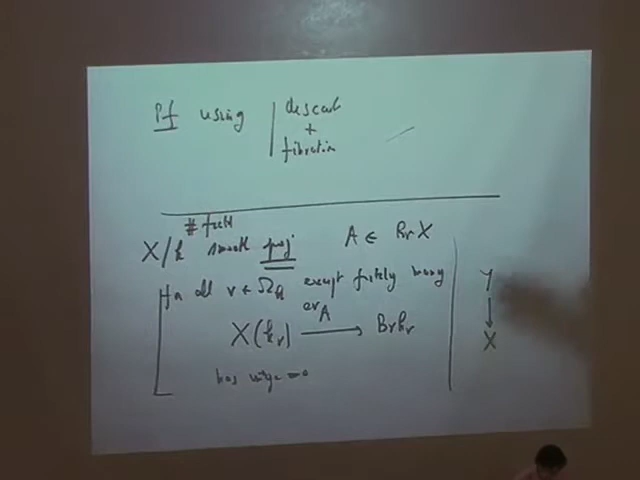 Pf using | descent
+
fibration
# field
X/k smooth proj A ∈ Br X
for all v ∈ Ω_k except finitely many
ev_A
X(k_v) ⟶ Br k_v
has image = 0
Y
↓
X